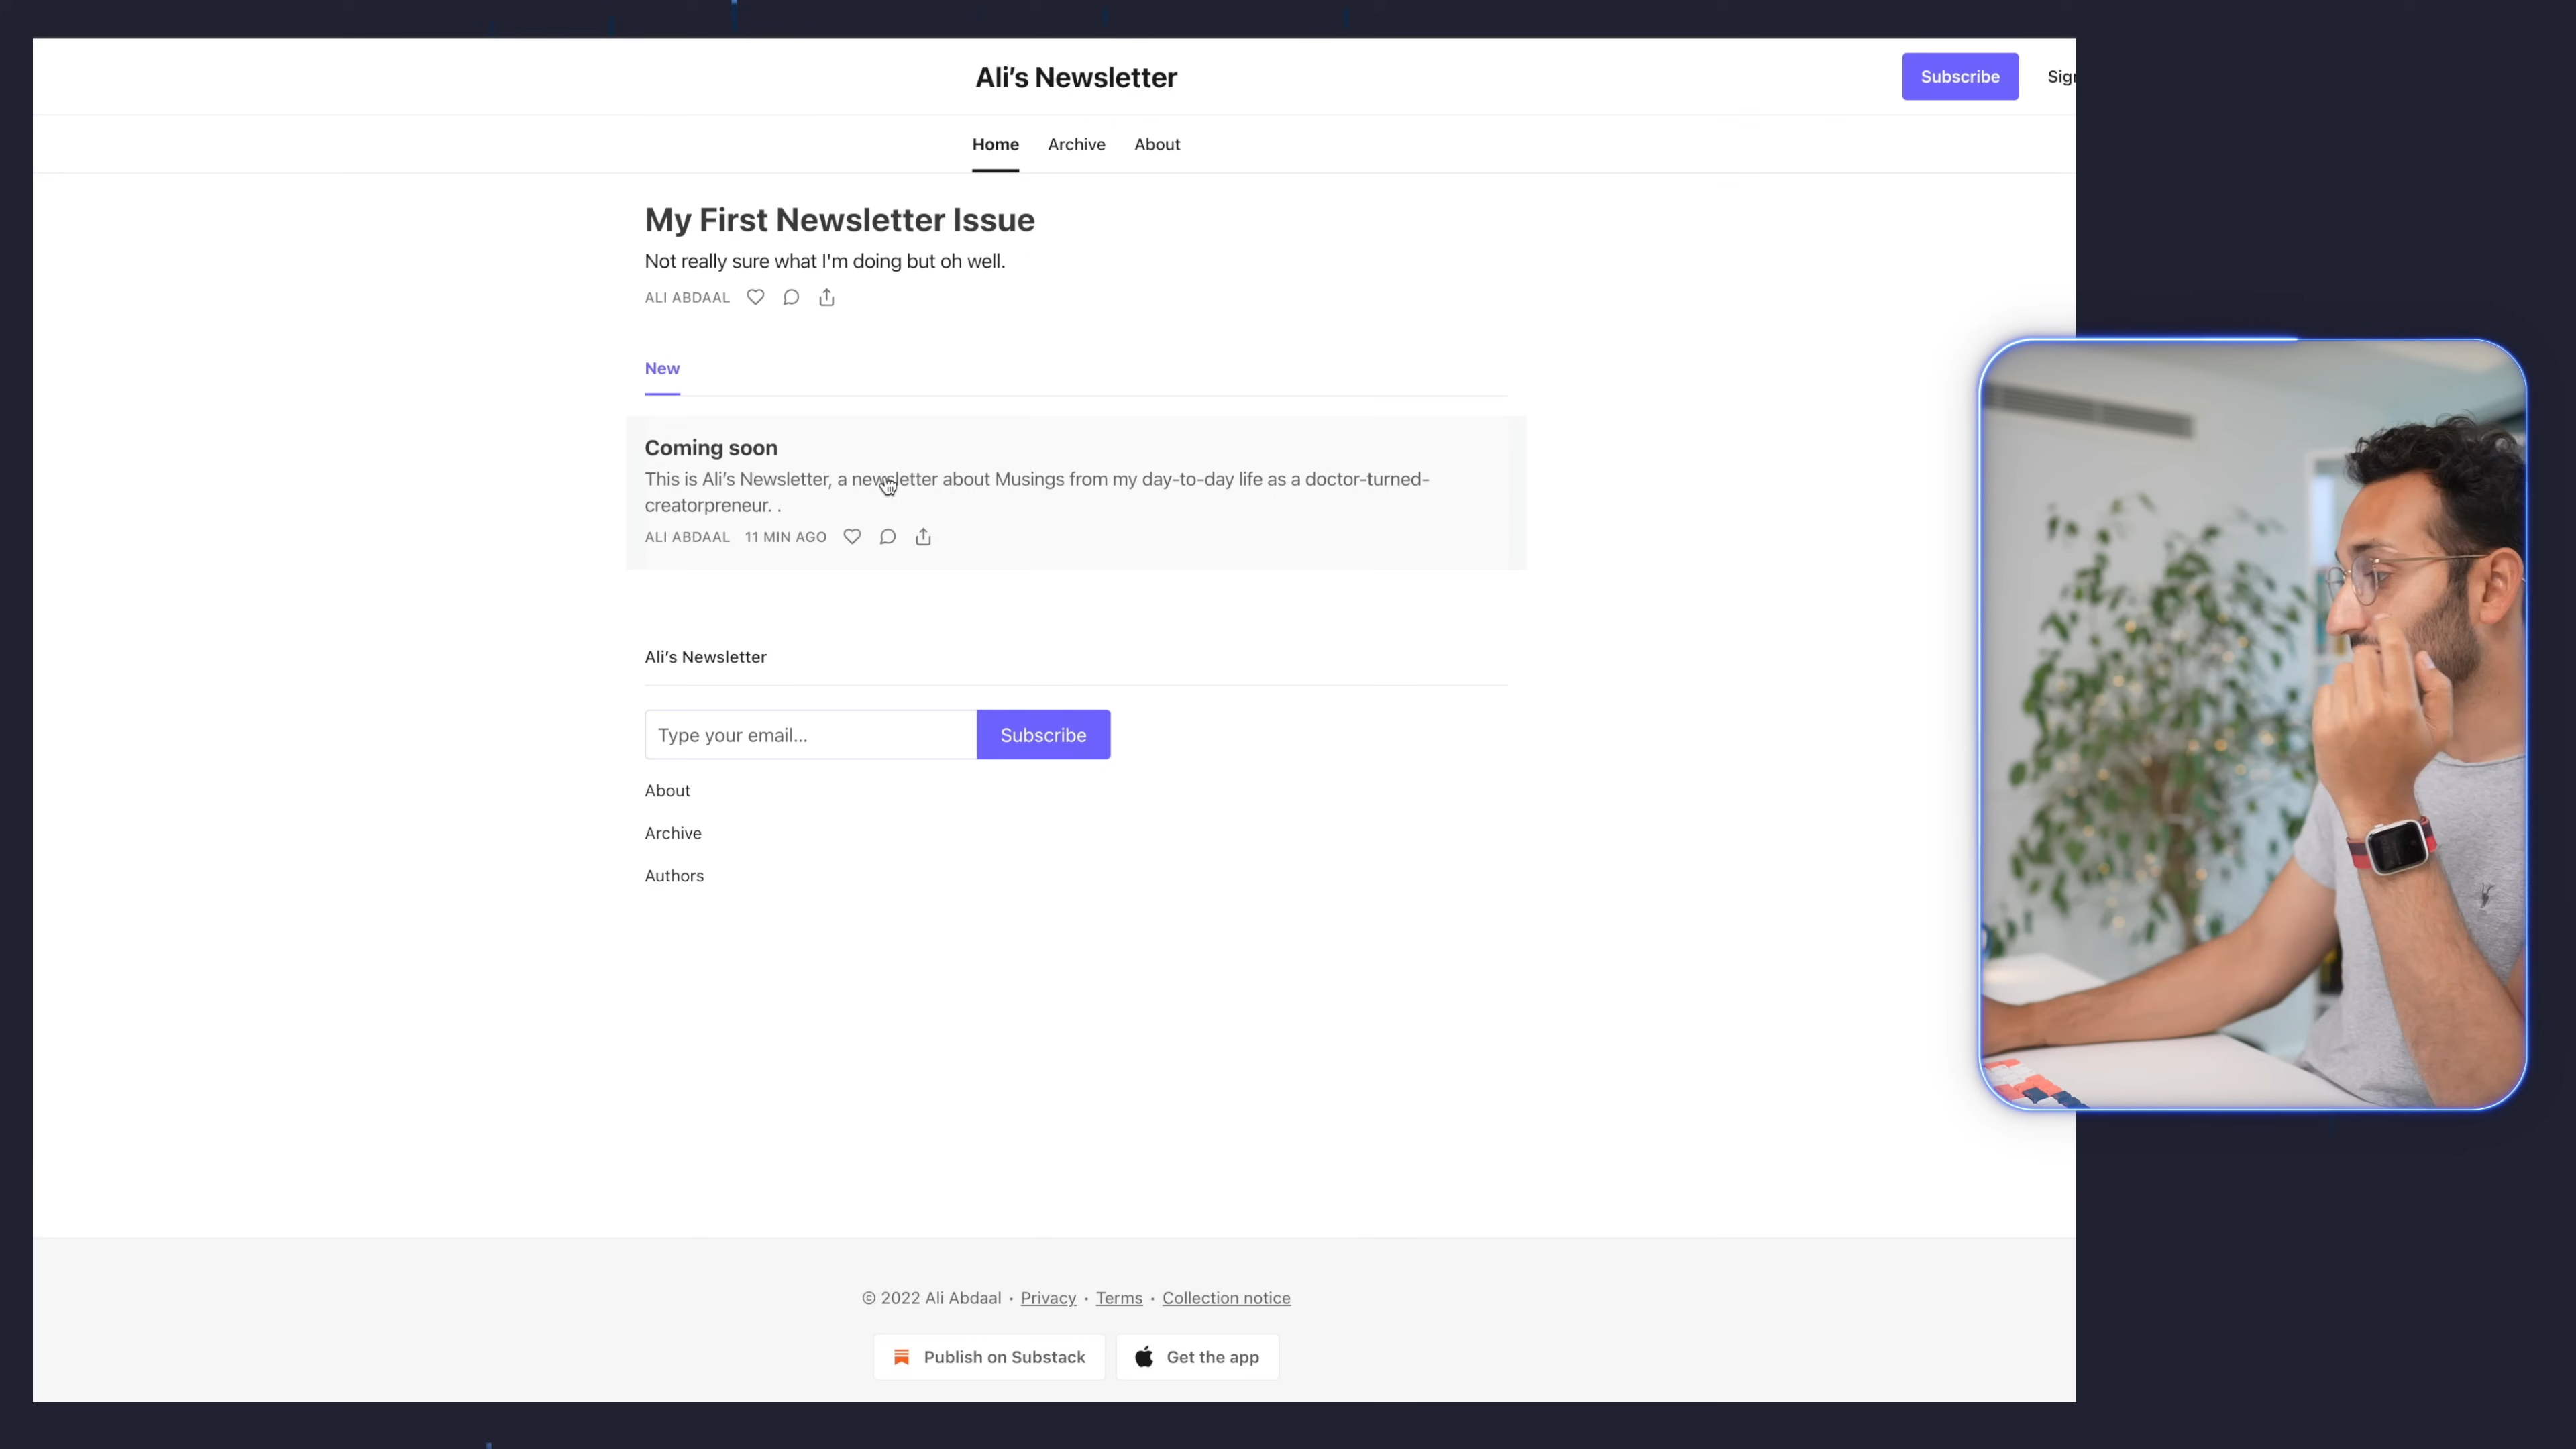 Ali's Newsletter
Subscribe
Home
Archive
About
My First Newsletter Issue
Not really sure what I'm doing but oh well.
ALI ABDAAL
New
Coming soon
This is Ali's Newsletter, a newsletter about Musings from my day-to-day life as a doctor-turned-
creatorpreneur. .
ALI ABDAAL 11 MIN AGO
Ali's Newsletter
Type your email...
Subscribe
About
Archive
Authors
© 2022 Ali Abdaal · Privacy · Terms · Collection notice
Publish on Substack
Get the app